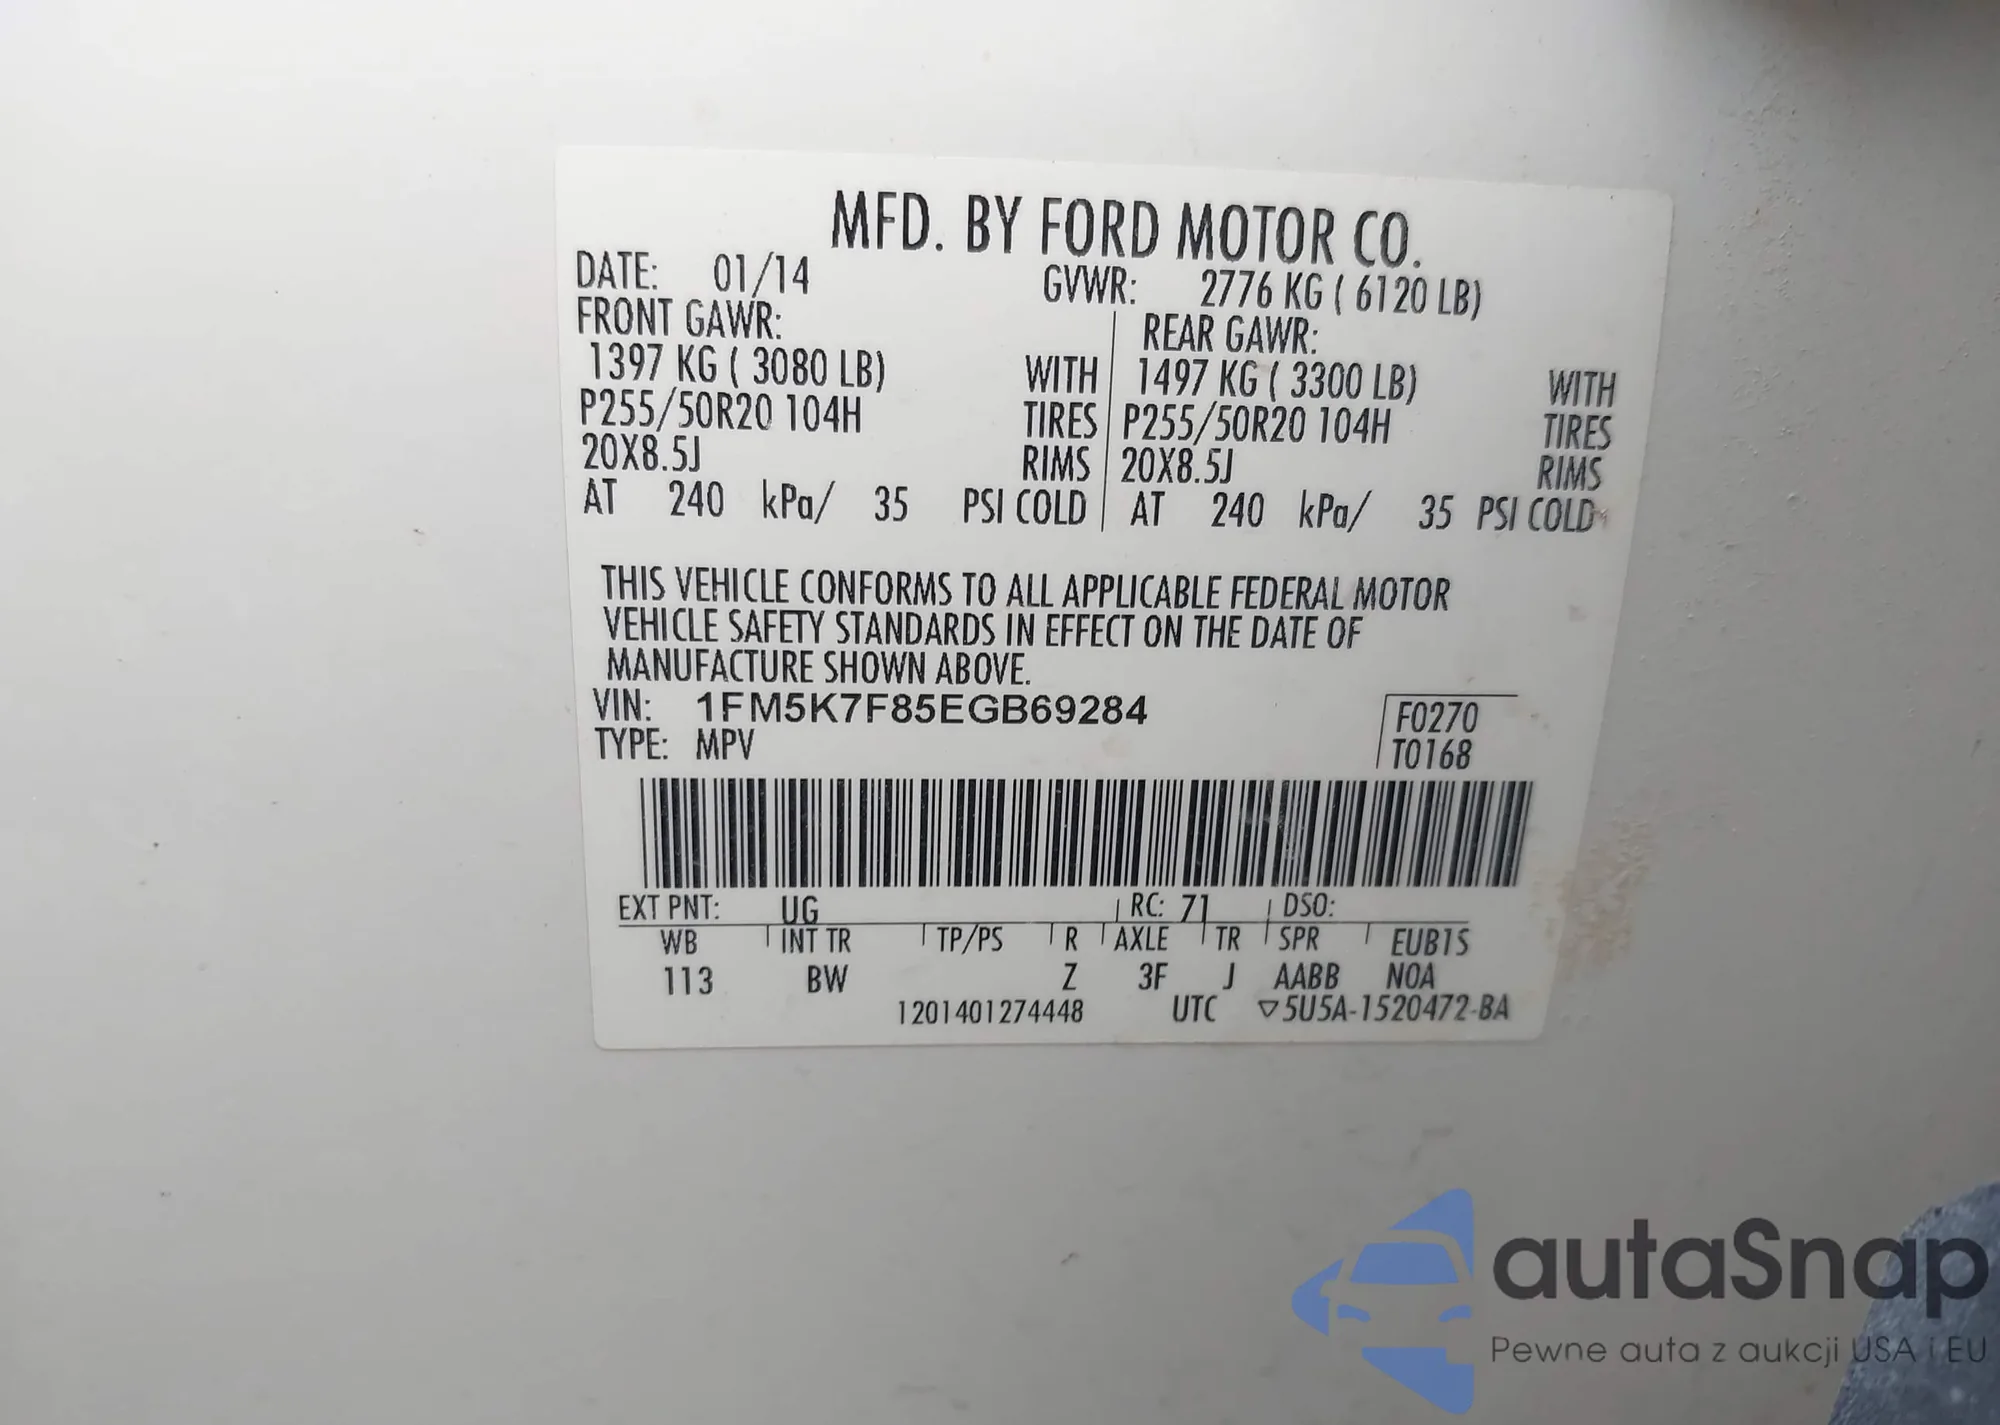 MFD. BY FORD MOTOR CO.
DATE: 01/14 GVWR: 2776 KG ( 6120 LB)
FRONT GAWR: REAR GAWR:
1397 KG ( 3080 LB) WITH 1497 KG ( 3300 LB) WITH
P255/50R20 104H TIRES P255/50R20 104H TIRES
20X8.5J RIMS 20X8.5J RIMS
AT 240 kPa/ 35 PSI COLD AT 240 kPa/ 35 PSI COLD
THIS VEHICLE CONFORMS TO ALL APPLICABLE FEDERAL MOTOR
VEHICLE SAFETY STANDARDS IN EFFECT ON THE DATE OF
MANUFACTURE SHOWN ABOVE.
VIN: 1FM5K7F85EGB69284 F0270
TYPE: MPV T0168
EXT PNT: UG RC: 71 DSO:
WB INT TR TP/PS R AXLE TR SPR EUB1S
113 BW Z 3F J AABB NOA
1201401274448 UTC ▽5U5A-1520472-BA
autaSnap
Pewne auta z aukcji USA i EU